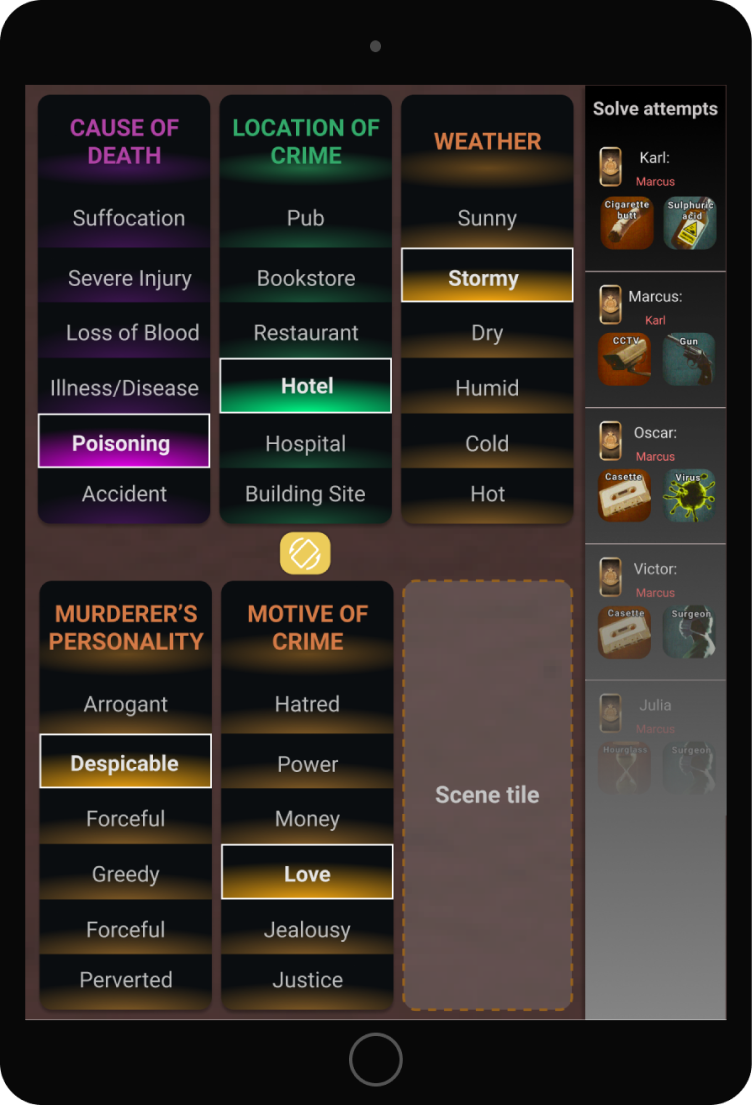 CAUSE OF
DEATH
Suffocation
Severe Injury
Loss of Blood
Illness/Disease
Poisoning
Accident
LOCATION OF
CRIME
Pub
Bookstore
Restaurant
Hotel
Hospital
Building Site
WEATHER
Sunny
Stormy
Dry
Humid
Cold
Hot
MURDERER'S
PERSONALITY
Arrogant
Despicable
Forceful
Greedy
Forceful
Perverted
MOTIVE OF
CRIME
Hatred
Power
Money
Love
Jealousy
Justice
Scene tile
Solve attempts
Karl:
Marcus
Cigarette
butt
Sulphuric
acid
Marcus:
Karl
CCTV
Gun
Oscar:
Marcus
Casette
Virus
Victor:
Marcus
Casette
Surgeon
Julia
Marcus
Hourglass
Surgeon